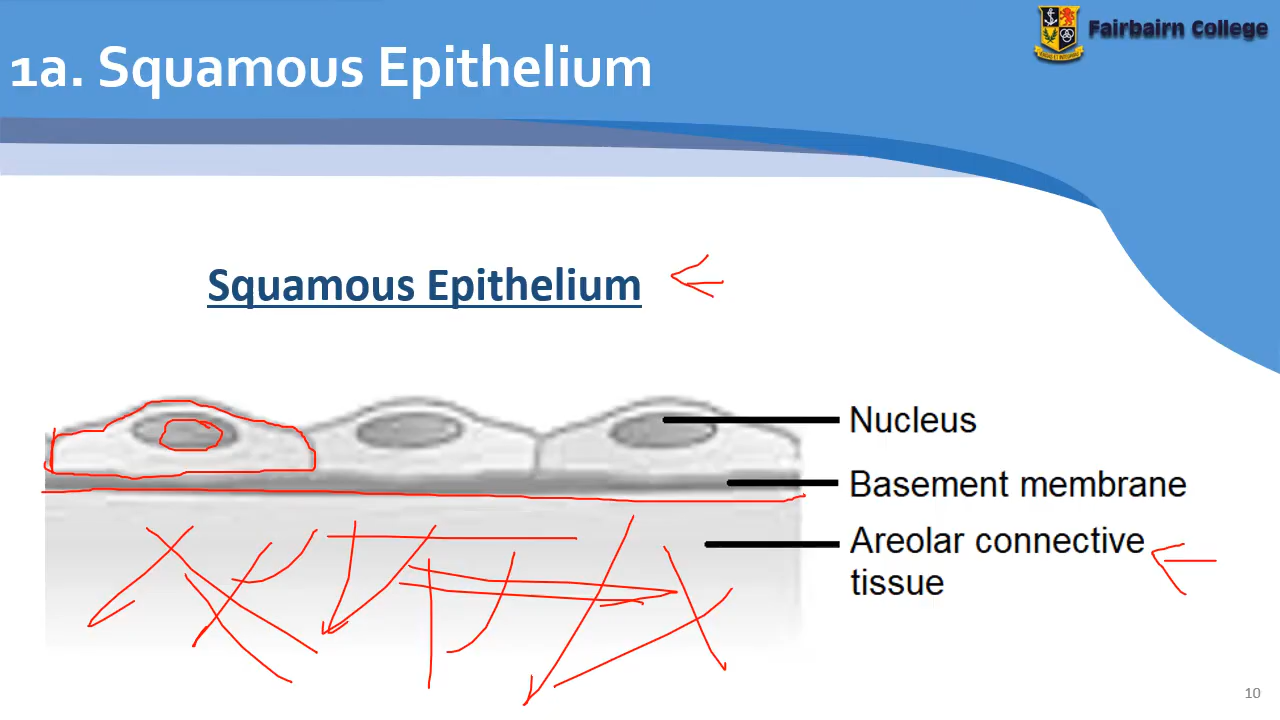 Fairbairn College
1a. Squamous Epithelium
Squamous Epithelium
Nucleus
Basement membrane
Areolar connective
tissue
10